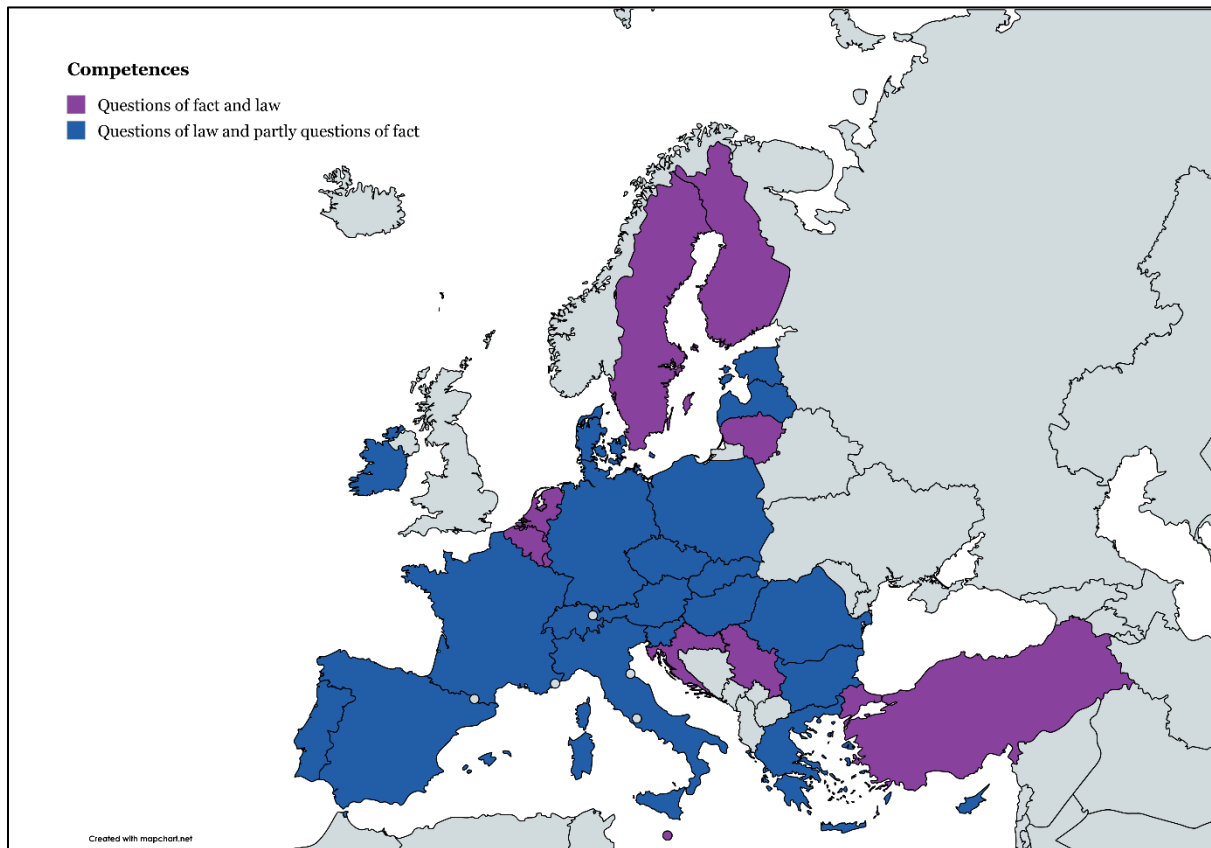 Competences
Questions of fact and law
Questions of law and partly questions of fact
Created with mapchart.net